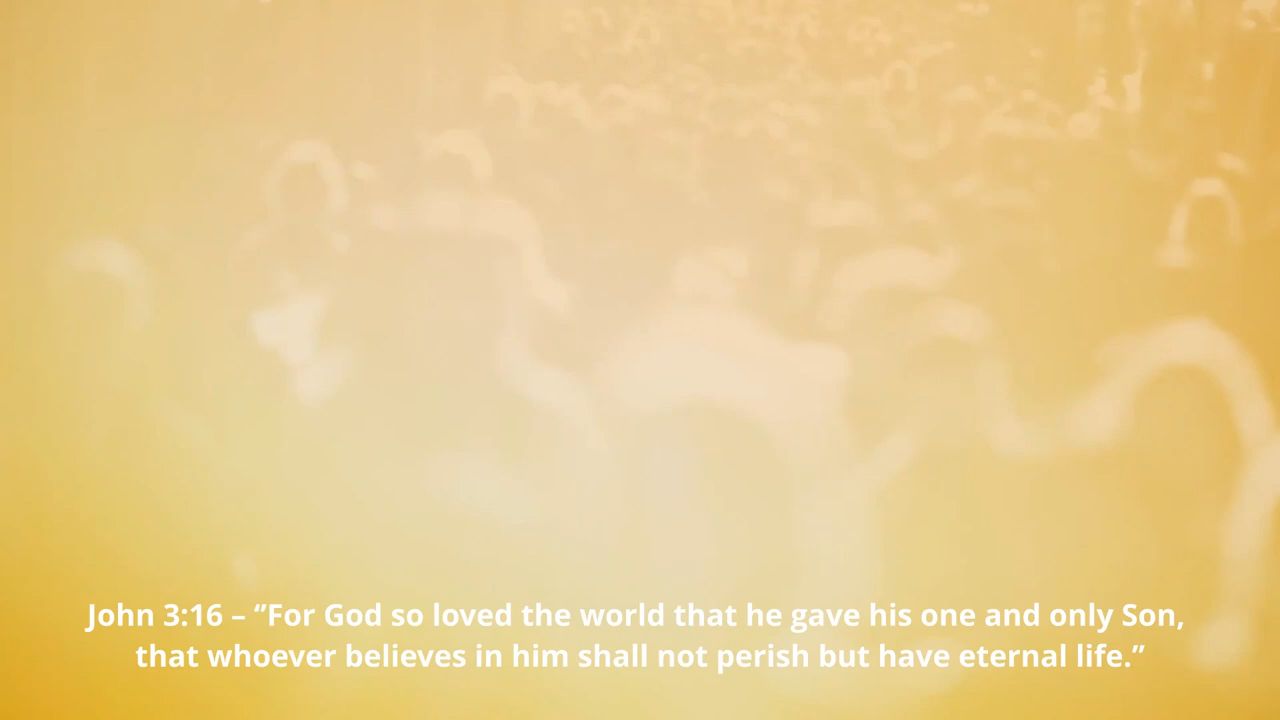 John 3:16 – ‘’For God so loved the world that he gave his one and only Son,
that whoever believes in him shall not perish but have eternal life.’’